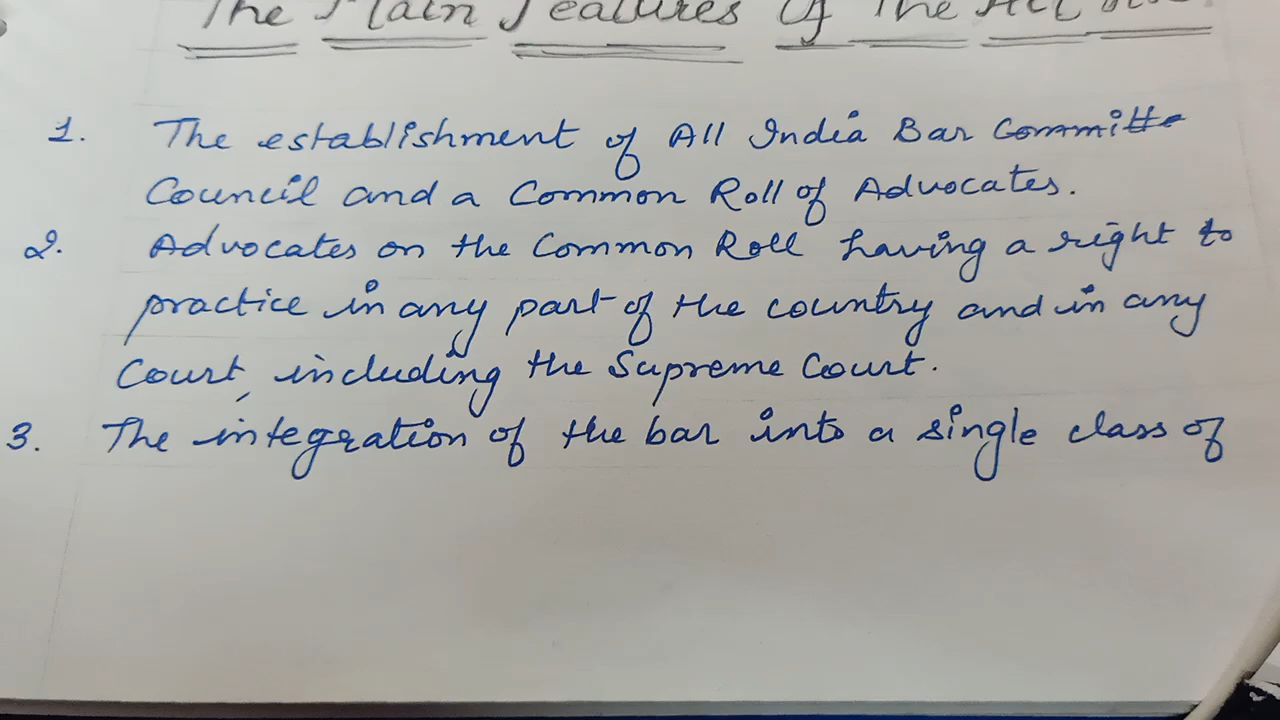 The Main Features Of The Act
1. The establishment of All India Bar Committe
Council and a Common Roll of Advocates.
2. Advocates on the Common Roll having a right to
practice in any part of the country and in any
Court, including the Supreme Court.
3. The integration of the bar into a single class of